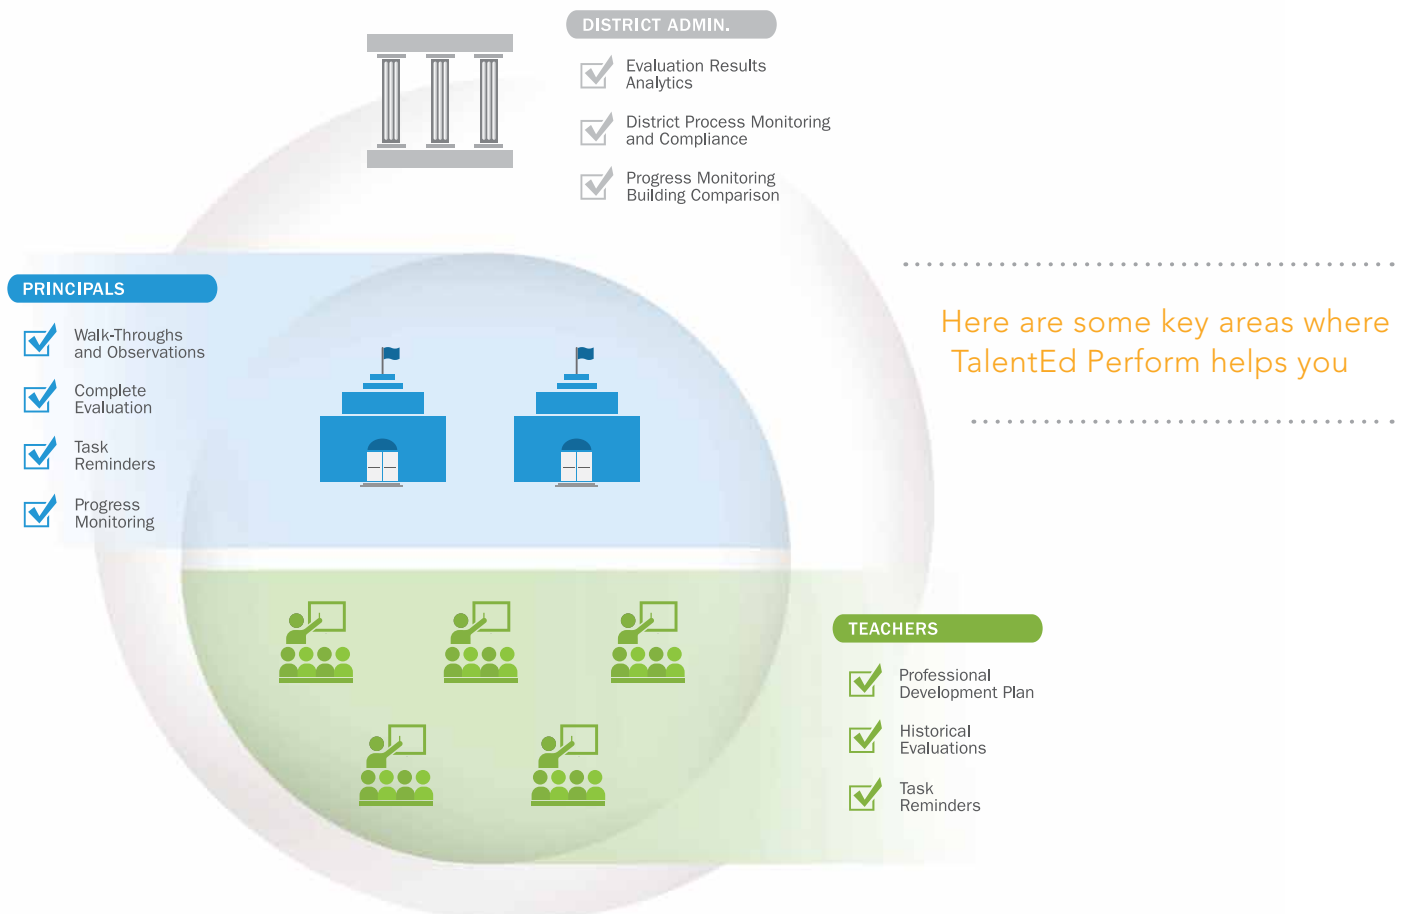 DISTRICT ADMIN.
Evaluation Results
Analytics
District Process Monitoring
and Compliance
Progress Monitoring
Building Comparison
PRINCIPALS
Walk-Throughs
and Observations
Complete
Evaluation
Task
Reminders
Progress
Monitoring
Here are some key areas where
TalentEd Perform helps you
TEACHERS
Professional
Development Plan
Historical
Evaluations
Task
Reminders